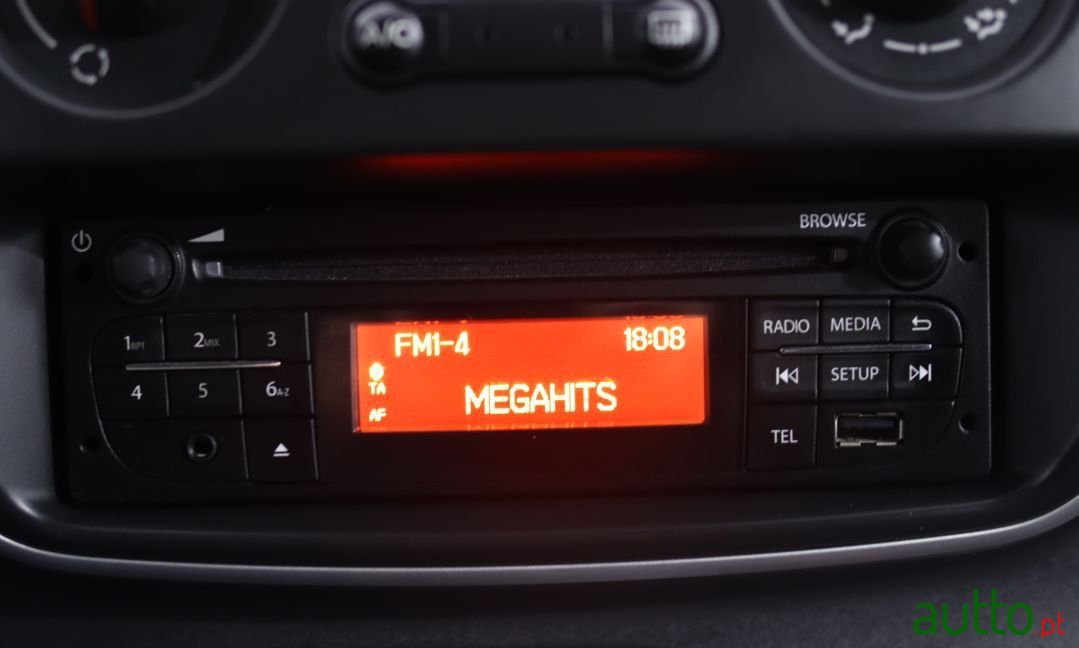 A/C
BROWSE
1RPT 2MIX 3
4 5 6A-Z
FM1-4 18:08
TA
AF
MEGAHITS
RADIO MEDIA
SETUP
TEL
autto.pt